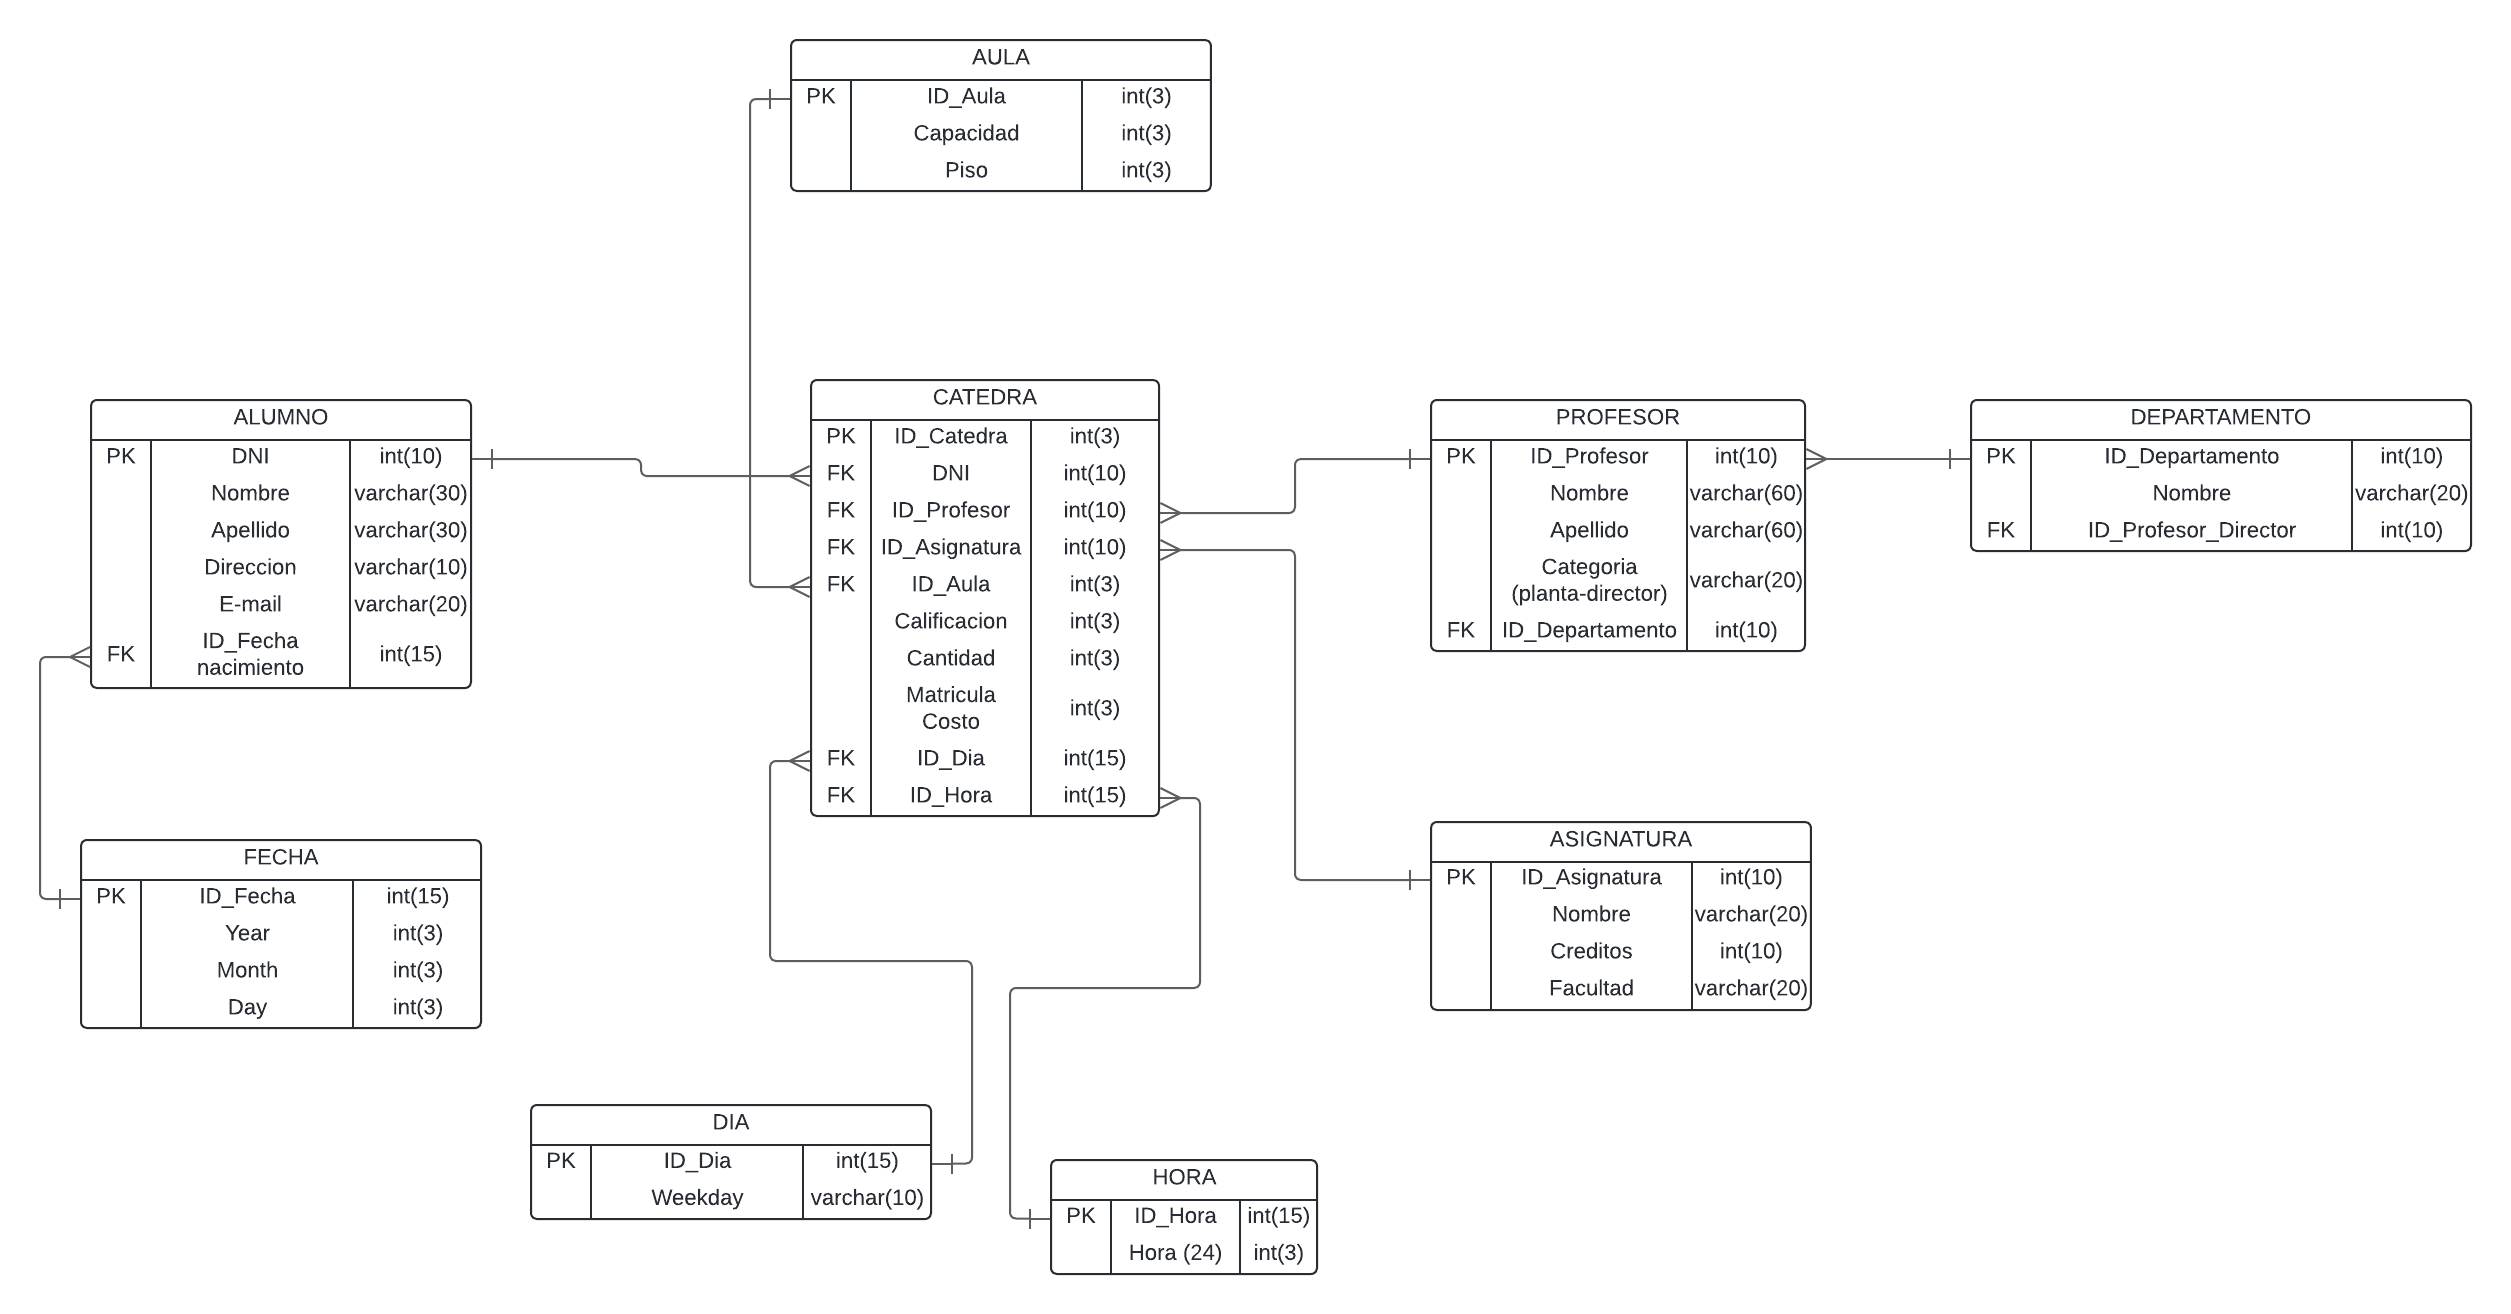 AULA
PK ID_Aula int(3)
Capacidad int(3)
Piso int(3)
ALUMNO
PK DNI int(10)
Nombre varchar(30)
Apellido varchar(30)
Direccion varchar(10)
E-mail varchar(20)
FK ID_Fecha
nacimiento int(15)
CATEDRA
PK ID_Catedra int(3)
FK DNI int(10)
FK ID_Profesor int(10)
FK ID_Asignatura int(10)
FK ID_Aula int(3)
Calificacion int(3)
Cantidad int(3)
Matricula
Costo int(3)
FK ID_Dia int(15)
FK ID_Hora int(15)
PROFESOR
PK ID_Profesor int(10)
Nombre varchar(60)
Apellido varchar(60)
Categoria
(planta-director) varchar(20)
FK ID_Departamento int(10)
DEPARTAMENTO
PK ID_Departamento int(10)
Nombre varchar(20)
FK ID_Profesor_Director int(10)
FECHA
PK ID_Fecha int(15)
Year int(3)
Month int(3)
Day int(3)
ASIGNATURA
PK ID_Asignatura int(10)
Nombre varchar(20)
Creditos int(10)
Facultad varchar(20)
DIA
PK ID_Dia int(15)
Weekday varchar(10)
HORA
PK ID_Hora int(15)
Hora (24) int(3)